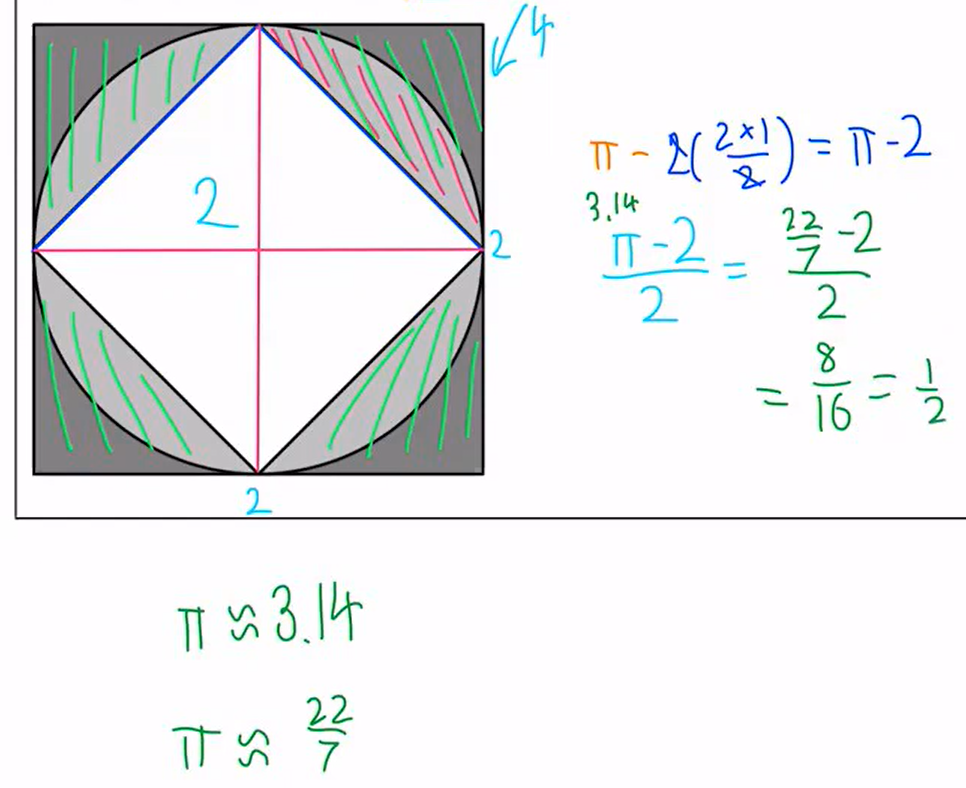 4
π - 2(2×1/2) = π-2
3.14
2
2
π-2/2 = 22/7 -2/2
= 8/16 = 1/2
2
π ≈ 3.14
π ≈ 22/7